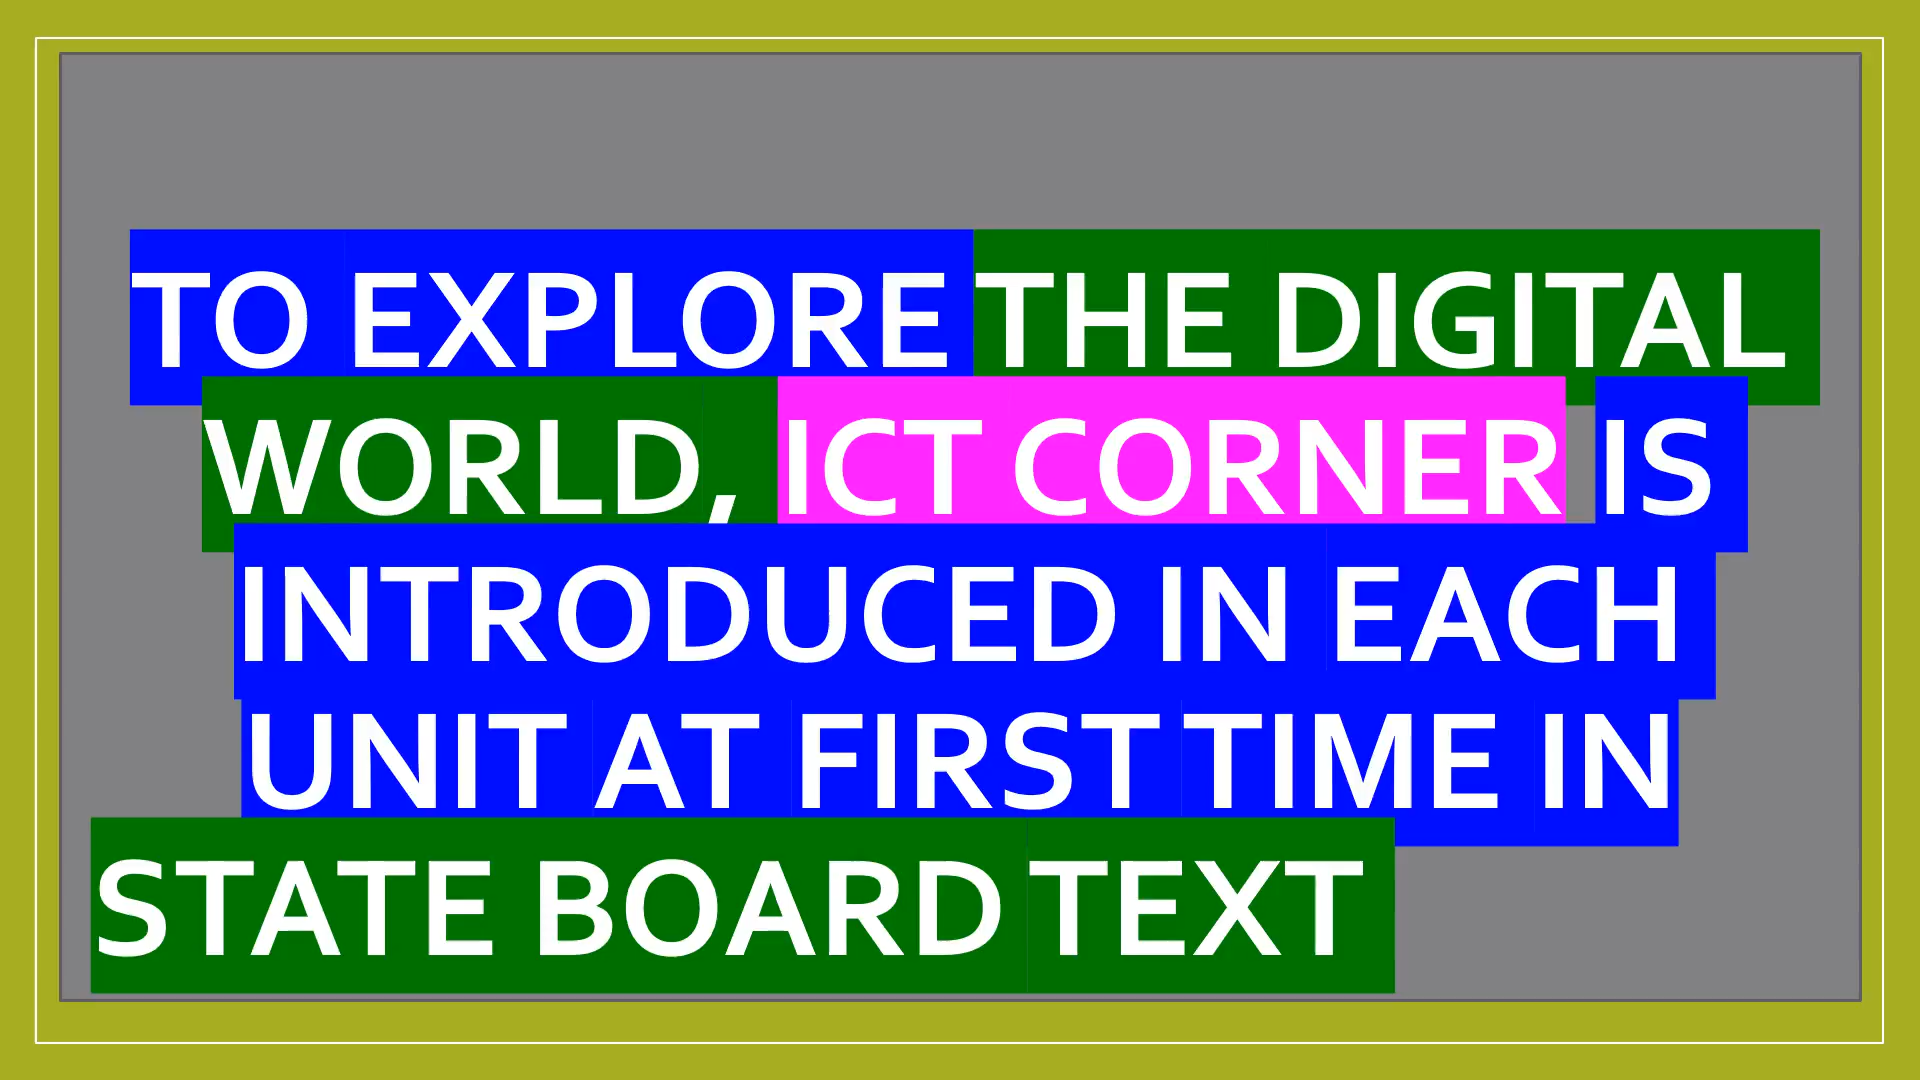 TO EXPLORE THE DIGITAL
WORLD, ICT CORNER IS
INTRODUCED IN EACH
UNIT AT FIRST TIME IN
STATE BOARD TEXT